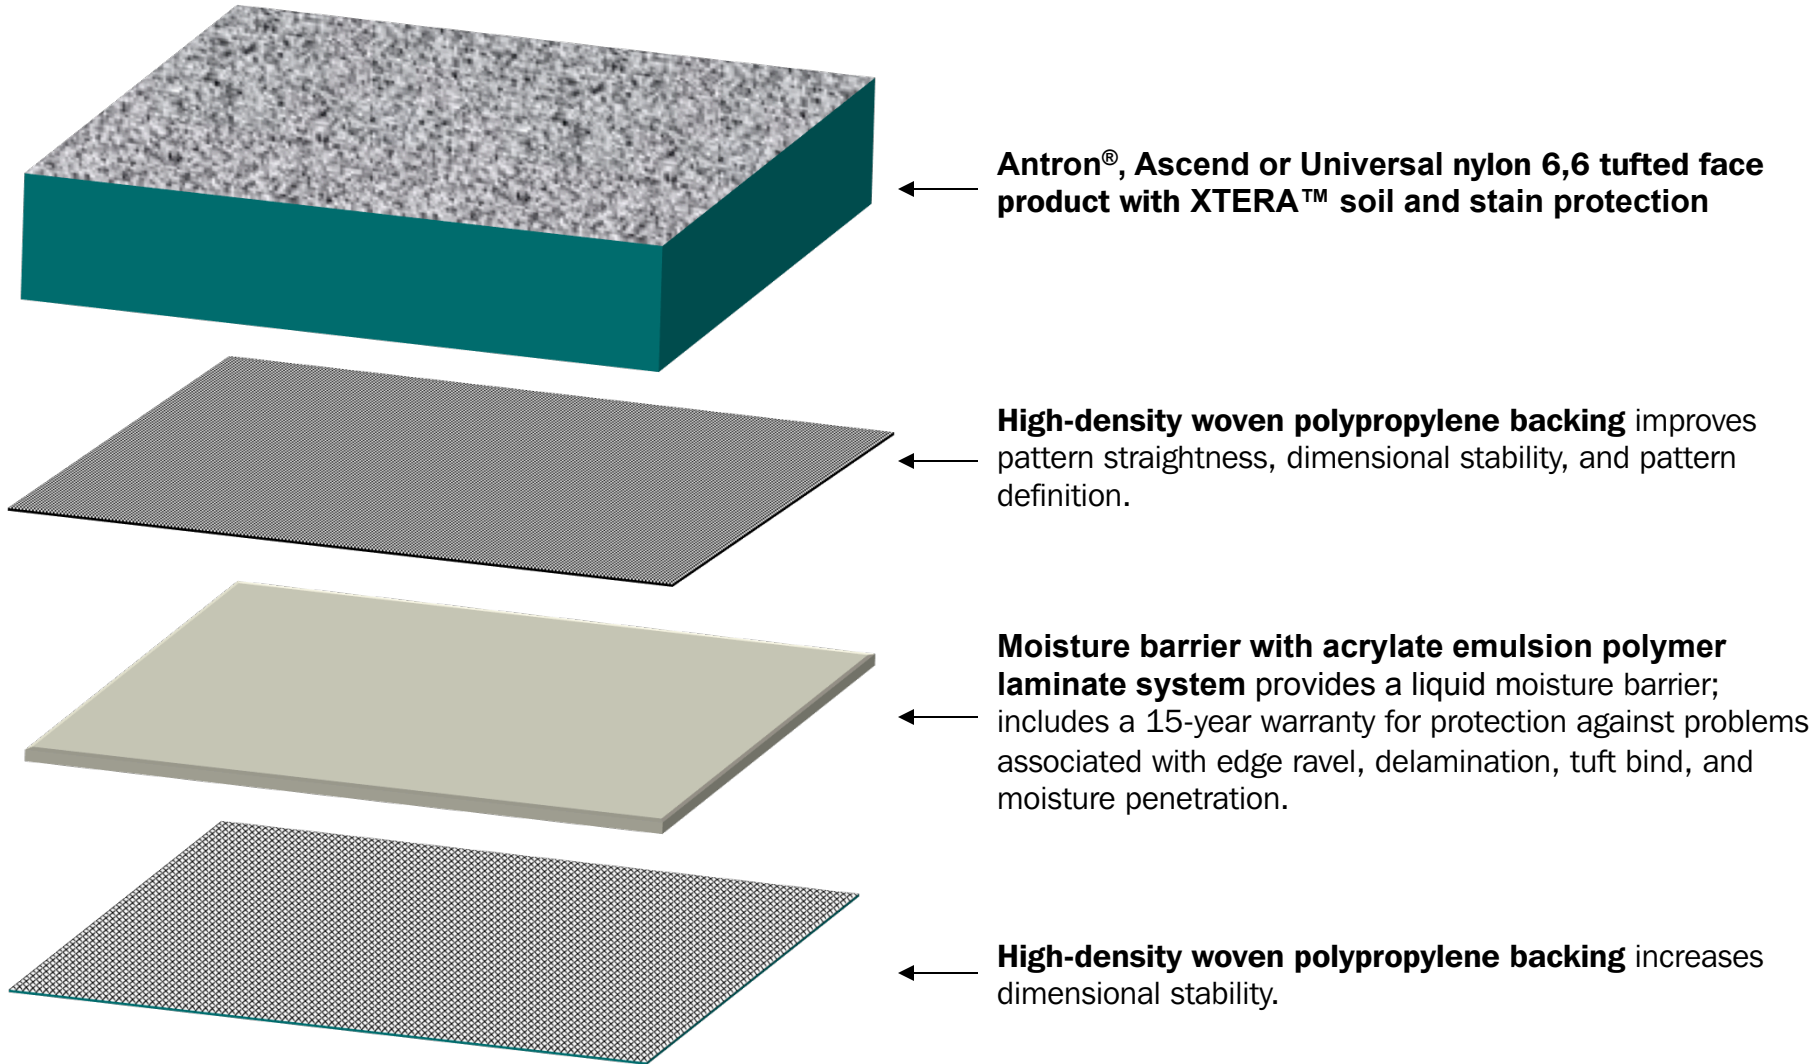 Antron®, Ascend or Universal nylon 6,6 tufted face
product with XTERA™ soil and stain protection
High-density woven polypropylene backing improves
pattern straightness, dimensional stability, and pattern
definition.
Moisture barrier with acrylate emulsion polymer
laminate system provides a liquid moisture barrier;
includes a 15-year warranty for protection against problems
associated with edge ravel, delamination, tuft bind, and
moisture penetration.
High-density woven polypropylene backing increases
dimensional stability.